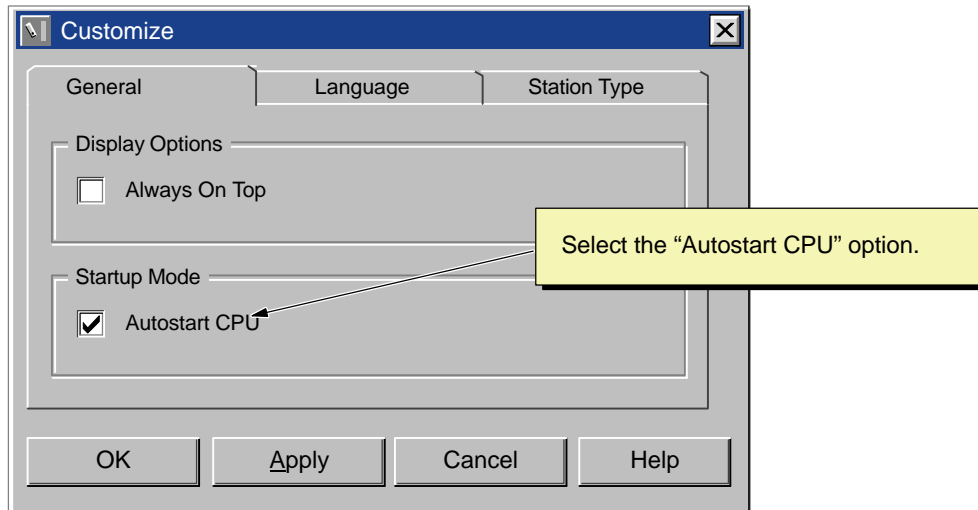 Customize
General Language Station Type
Display Options
Always On Top
Select the “Autostart CPU” option.
Startup Mode
Autostart CPU
OK Apply Cancel Help